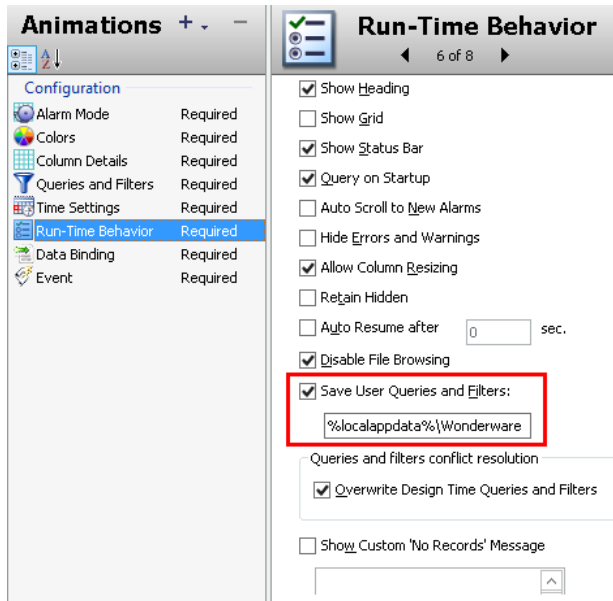 Animations
Configuration
Alarm Mode Required
Colors Required
Column Details Required
Queries and Filters Required
Time Settings Required
Run-Time Behavior Required
Data Binding Required
Event Required
Run-Time Behavior
6 of 8
Show Heading
Show Grid
Show Status Bar
Query on Startup
Auto Scroll to New Alarms
Hide Errors and Warnings
Allow Column Resizing
Retain Hidden
Auto Resume after 0 sec.
Disable File Browsing
Save User Queries and Filters:
%localappdata%\Wonderware
Queries and filters conflict resolution
Overwrite Design Time Queries and Filters
Show Custom 'No Records' Message